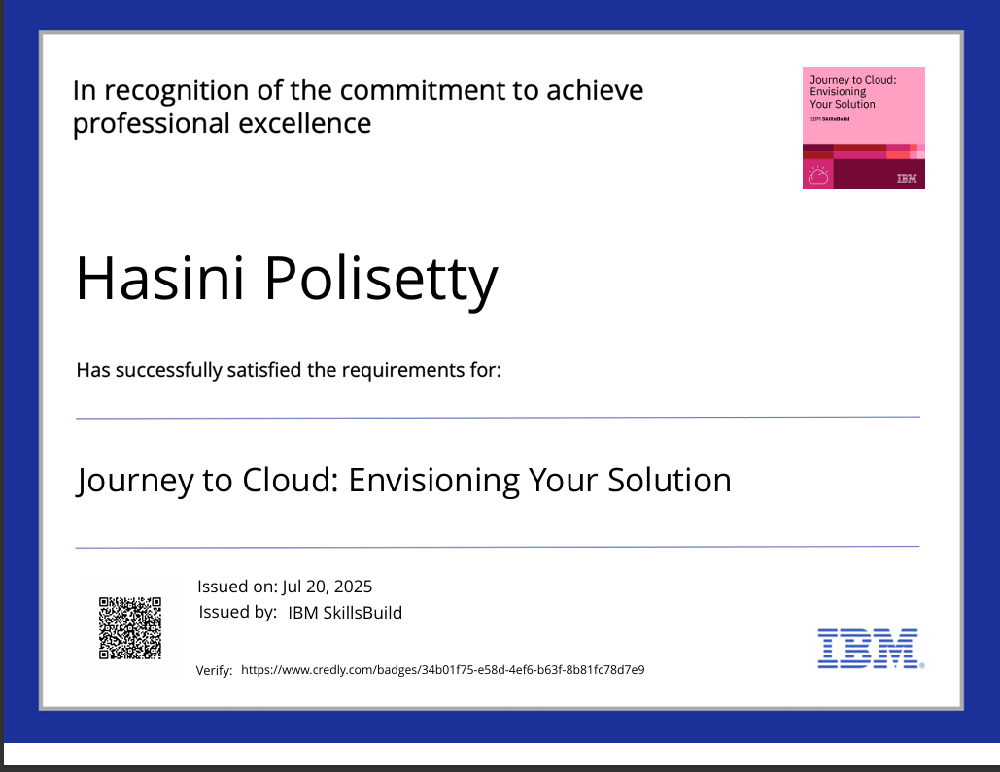 In recognition of the commitment to achieve
professional excellence
Journey to Cloud:
Envisioning
Your Solution
IBM SkillsBuild
IBM
Hasini Polisetty
Has successfully satisfied the requirements for:
Journey to Cloud: Envisioning Your Solution
Issued on: Jul 20, 2025
Issued by: IBM SkillsBuild
Verify: https://www.credly.com/badges/34b01f75-e58d-4ef6-b63f-8b81fc78d7e9
IBM®